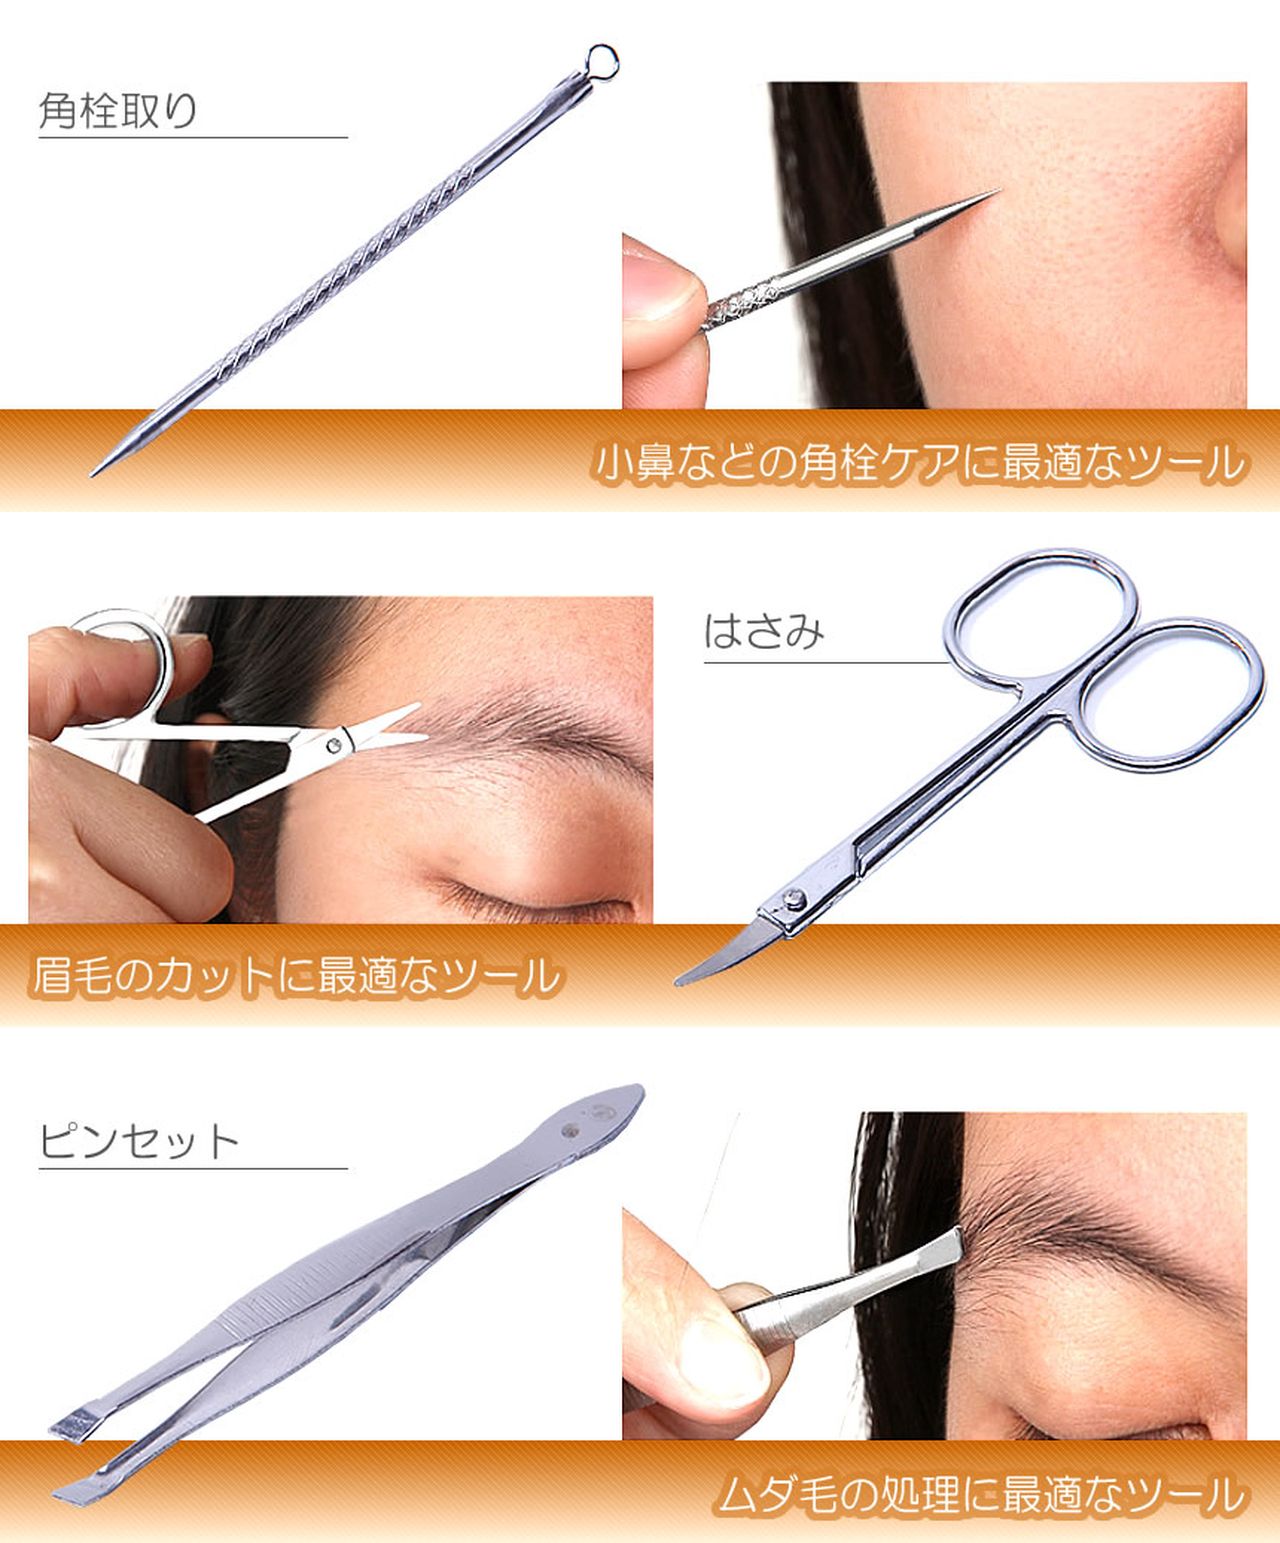 角栓取り
小鼻などの角栓ケアに最適なツール
はさみ
眉毛のカットに最適なツール
ピンセット
ムダ毛の処理に最適なツール